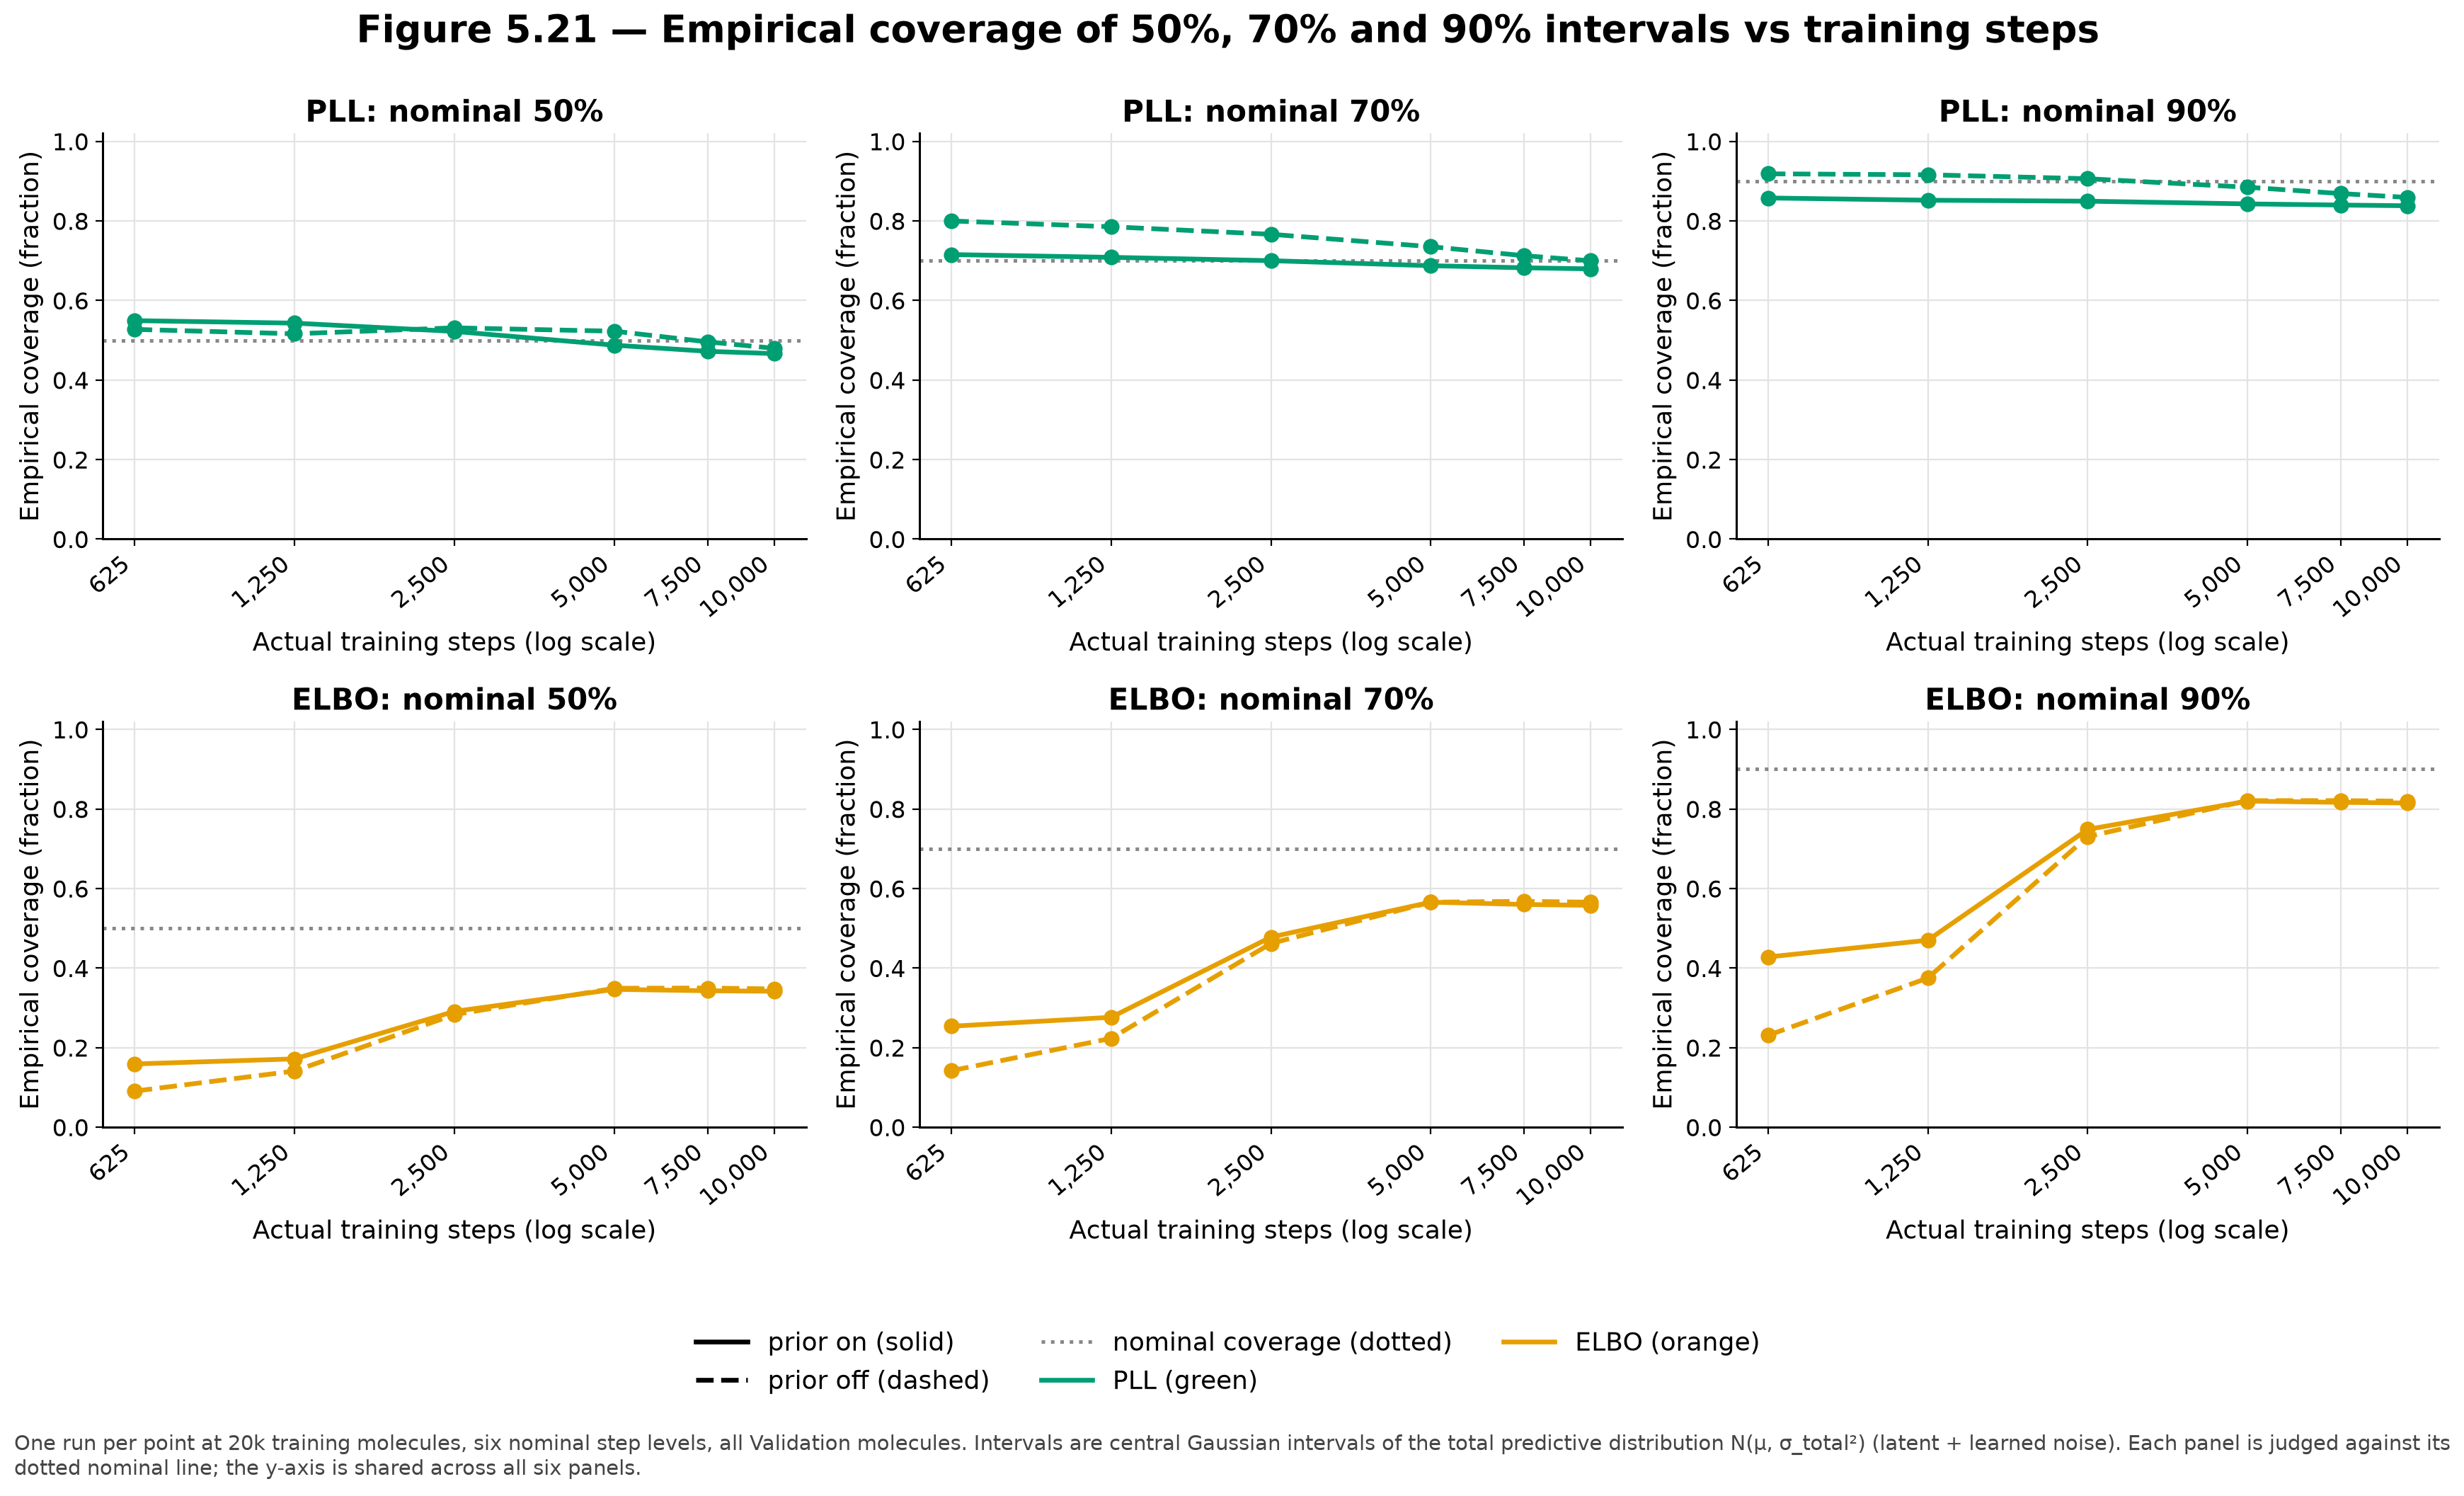 Figure 5.21 — Empirical coverage of 50%, 70% and 90% intervals vs training steps
PLL: nominal 50%
Empirical coverage (fraction)
1.0
0.8
0.6
0.4
0.2
0.0
625
1,250
2,500
5,000
7,500
10,000
Actual training steps (log scale)
PLL: nominal 70%
Empirical coverage (fraction)
1.0
0.8
0.6
0.4
0.2
0.0
625
1,250
2,500
5,000
7,500
10,000
Actual training steps (log scale)
PLL: nominal 90%
Empirical coverage (fraction)
1.0
0.8
0.6
0.4
0.2
0.0
625
1,250
2,500
5,000
7,500
10,000
Actual training steps (log scale)
ELBO: nominal 50%
Empirical coverage (fraction)
1.0
0.8
0.6
0.4
0.2
0.0
625
1,250
2,500
5,000
7,500
10,000
Actual training steps (log scale)
ELBO: nominal 70%
Empirical coverage (fraction)
1.0
0.8
0.6
0.4
0.2
0.0
625
1,250
2,500
5,000
7,500
10,000
Actual training steps (log scale)
ELBO: nominal 90%
Empirical coverage (fraction)
1.0
0.8
0.6
0.4
0.2
0.0
625
1,250
2,500
5,000
7,500
10,000
Actual training steps (log scale)
prior on (solid)
prior off (dashed)
nominal coverage (dotted)
PLL (green)
ELBO (orange)
One run per point at 20k training molecules, six nominal step levels, all Validation molecules. Intervals are central Gaussian intervals of the total predictive distribution N(μ, σ_total²) (latent + learned noise). Each panel is judged against its
dotted nominal line; the y-axis is shared across all six panels.